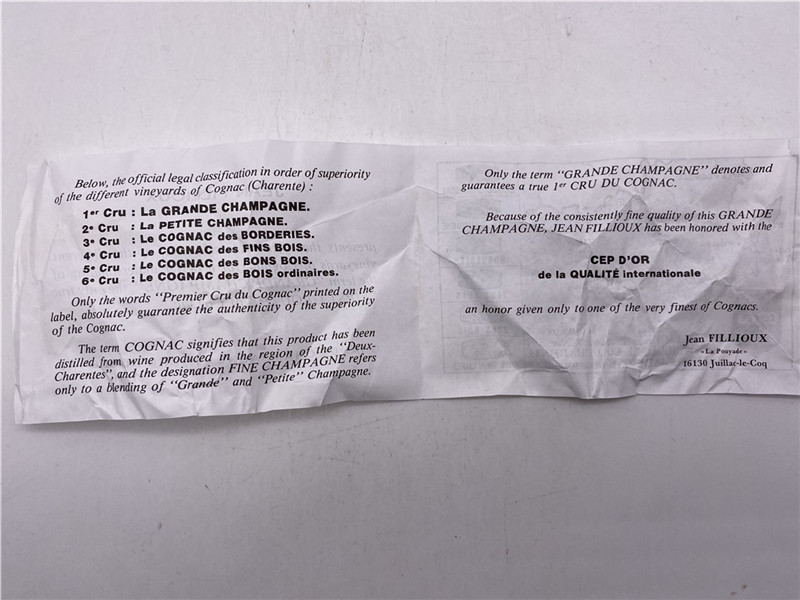 Below, the official legal classification in order of superiority
of the different vineyards of Cognac (Charente) :
1er Cru : La GRANDE CHAMPAGNE.
2e Cru : La PETITE CHAMPAGNE.
3e Cru : Le COGNAC des BORDERIES.
4e Cru : Le COGNAC des FINS BOIS.
5e Cru : Le COGNAC des BONS BOIS.
6e Cru : Le COGNAC des BOIS ordinaires.
Only the words "Premier Cru du Cognac" printed on the
label, absolutely guarantee the authenticity of the superiority
of the Cognac.
The term COGNAC signifies that this product has been
distilled from wine produced in the region of the "Deux-
Charentes", and the designation FINE CHAMPAGNE refers
only to a blending of "Grande" and "Petite" Champagne.
Only the term "GRANDE CHAMPAGNE" denotes and
guarantees a true 1er CRU DU COGNAC.
Because of the consistently fine quality of this GRANDE
CHAMPAGNE, JEAN FILLIOUX has been honored with the
CEP D'OR
de la QUALITÉ internationale
an honor given only to one of the very finest of Cognacs.
Jean FILLIOUX
«La Pouyade»
16130 Juillac-le-Coq